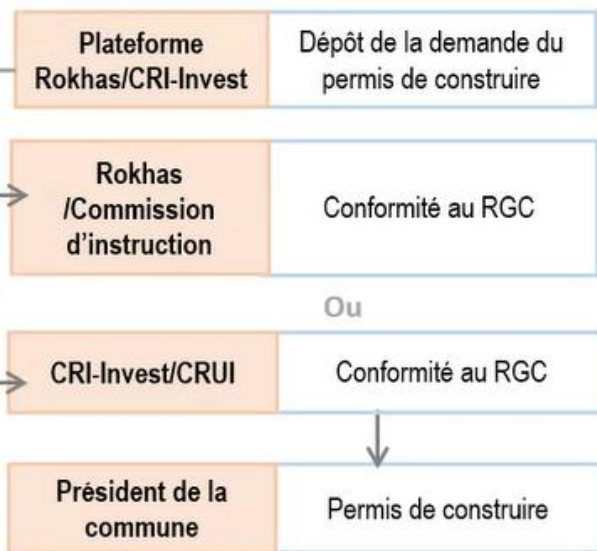 Plateforme
Rokhas/CRI-Invest
Dépôt de la demande du
permis de construire
Rokhas
/Commission
d'instruction
Conformité au RGC
Ou
CRI-Invest/CRUI
Conformité au RGC
Président de la
commune
Permis de construire